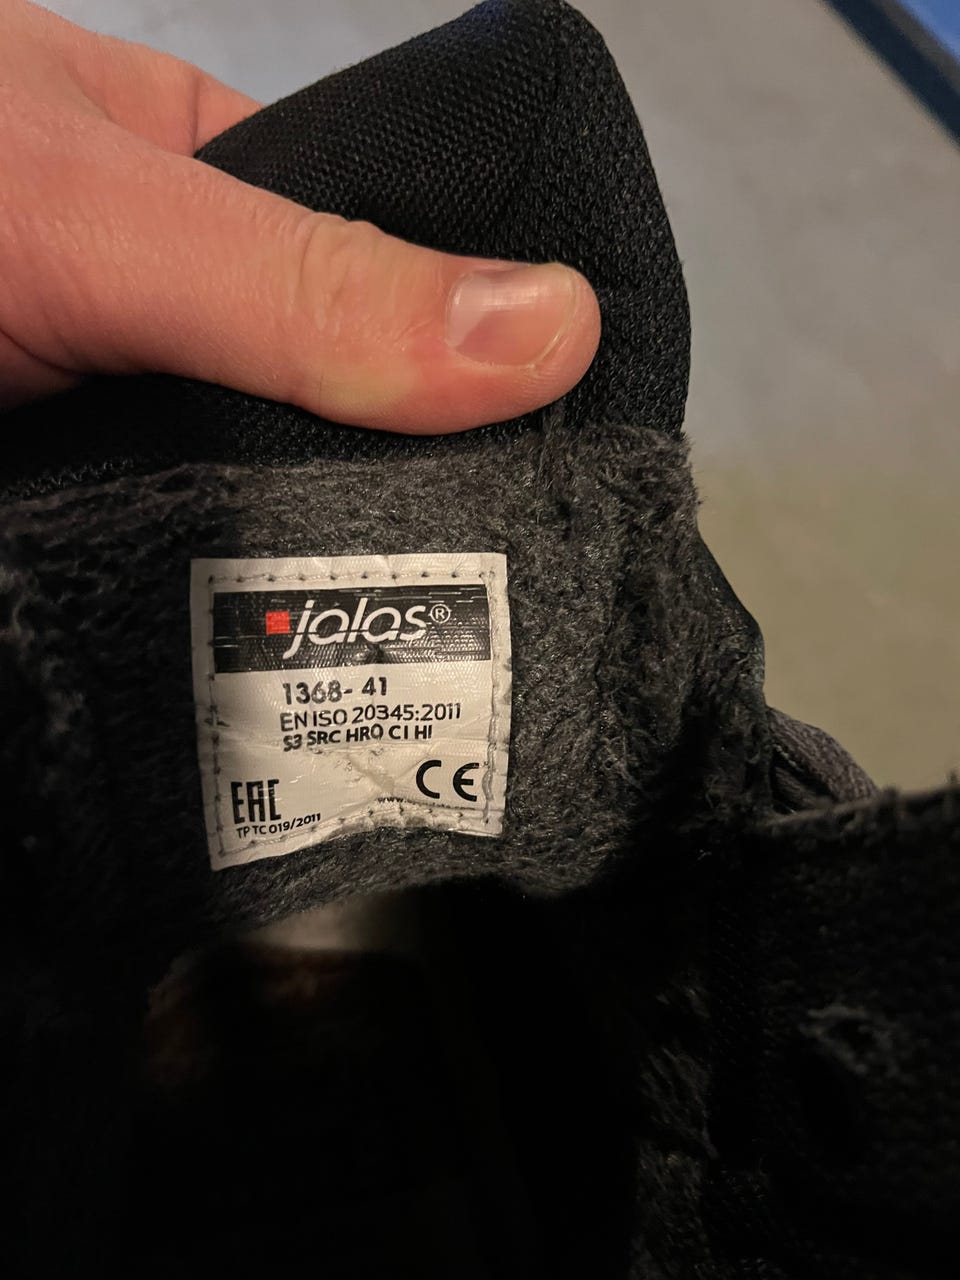 jalas®
1368- 41
EN ISO 20345:2011
S3 SRC HRO CI HI
CE
EAC
TP TC 019/2011